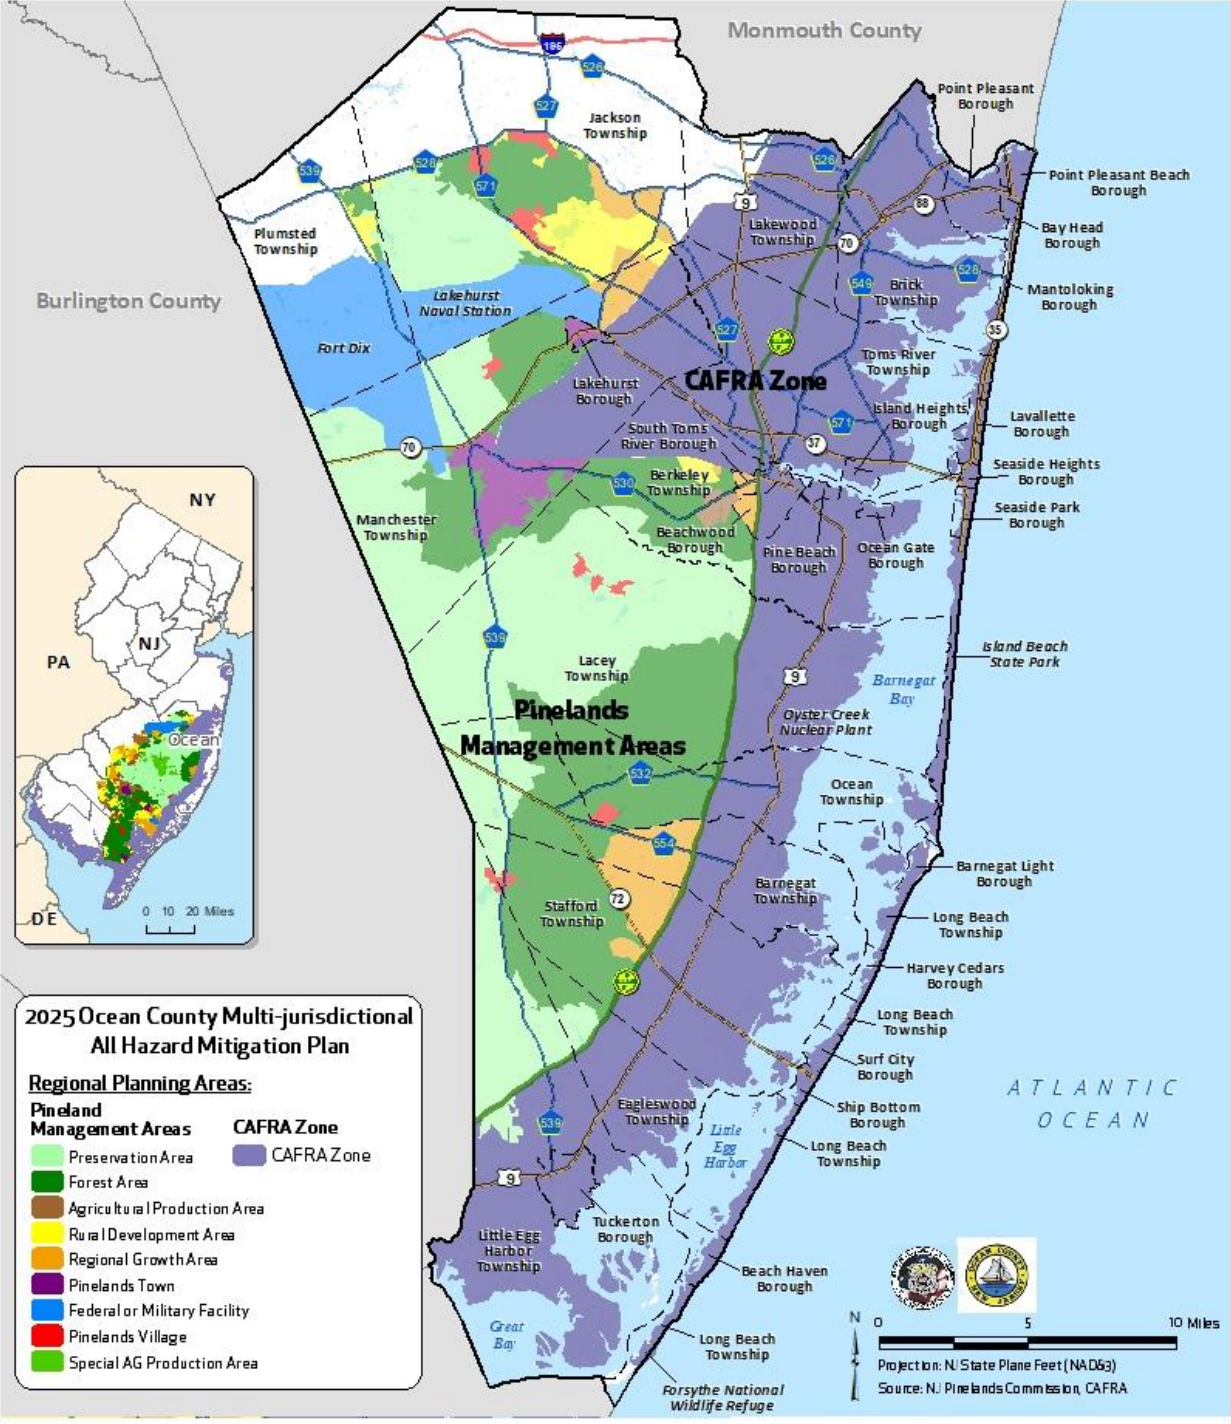 Monmouth County
Point Pleasant
Borough
195
526
527
Jackson
Township
539
528
571
526
Point Pleasant Beach
Borough
9
88
Plumsted
Township
Lakewood
Township
70
Bay Head
Borough
528
549
Brick
Township
Mantoloking
Borough
Burlington County
Lakehurst
Naval Station
527
35
Fort Dix
Toms River
Township
CAFRA Zone
Lakehurst
Borough
Island Heights
Borough
571
Lavallette
Borough
South Toms
River Borough
37
70
Seaside Heights
Borough
530
Berkeley
Township
NY
Manchester
Township
Seaside Park
Borough
Beachwood
Borough
Pine Beach
Borough
Ocean Gate
Borough
539
NJ
PA
Lacey
Township
Island Beach
State Park
9
Barnegat
Bay
Pinelands
Management Areas
Oyster Creek
Nuclear Plant
Ocean
532
Ocean
Township
554
Barnegat Light
Borough
Barnegat
Township
72
Stafford
Township
DE
0 10 20 Miles
Long Beach
Township
Harvey Cedars
Borough
Long Beach
Township
2025 Ocean County Multi-jurisdictional
All Hazard Mitigation Plan
Surf City
Borough
Regional Planning Areas:
Pineland
Management Areas
CAFRA Zone
Preservation Area
CAFRA Zone
Forest Area
Agricultural Production Area
Rural Development Area
Regional Growth Area
Pinelands Town
Federal or Military Facility
Pinelands Village
Special AG Production Area
ATLANTIC
OCEAN
Ship Bottom
Borough
Eagleswood
Township
539
Little
Egg
Harbor
Long Beach
Township
9
Tuckerton
Borough
Little Egg
Harbor
Township
Beach Haven
Borough
Great
Bay
Long Beach
Township
Forsythe National
Wildlife Refuge
OCEAN COUNTY
NEW JERSEY
N
0 5 10 Miles
Projection: NJ State Plane Feet (NAD83)
Source: NJ Pinelands Commission, CAFRA